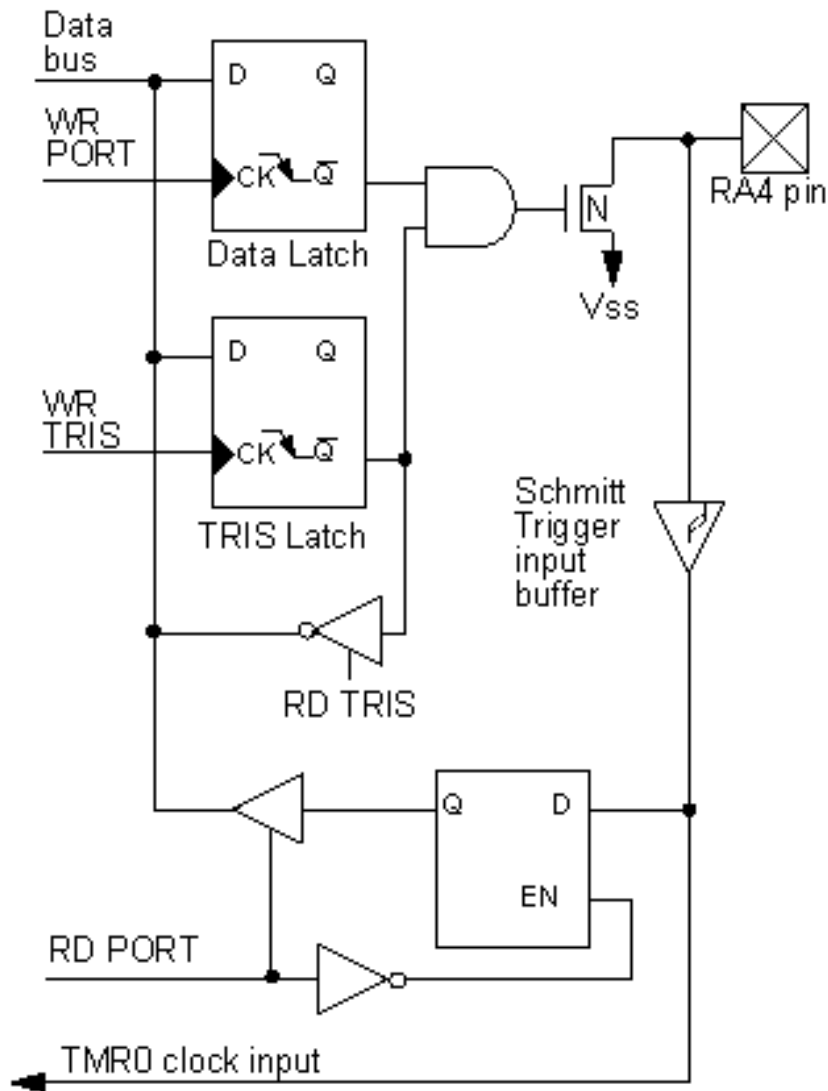 Data
bus
D Q
WR
PORT
CK Q̅
N
RA4 pin
Data Latch
Vss
D Q
WR
TRIS
CK Q̅
Schmitt
Trigger
input
buffer
TRIS Latch
RD TRIS
Q D
EN
RD PORT
TMR0 clock input